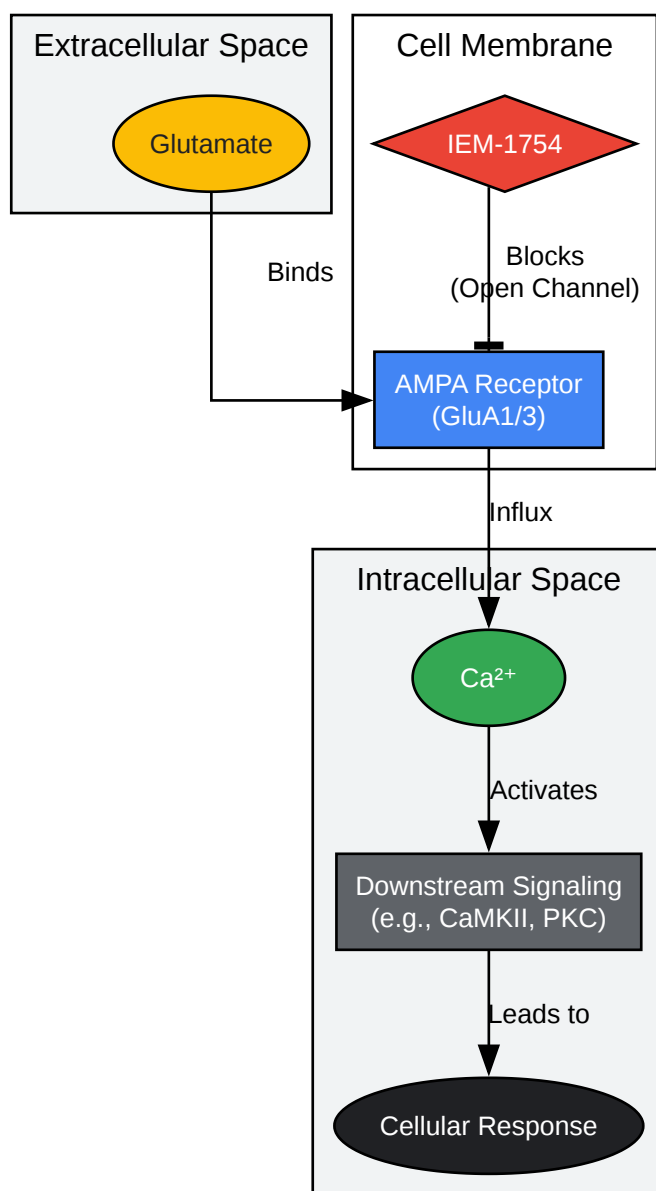 Extracellular Space
Glutamate
Cell Membrane
IEM-1754
Binds
Blocks
(Open Channel)
AMPA Receptor
(GluA1/3)
Influx
Intracellular Space
Ca²⁺
Activates
Downstream Signaling
(e.g., CaMKII, PKC)
Leads to
Cellular Response